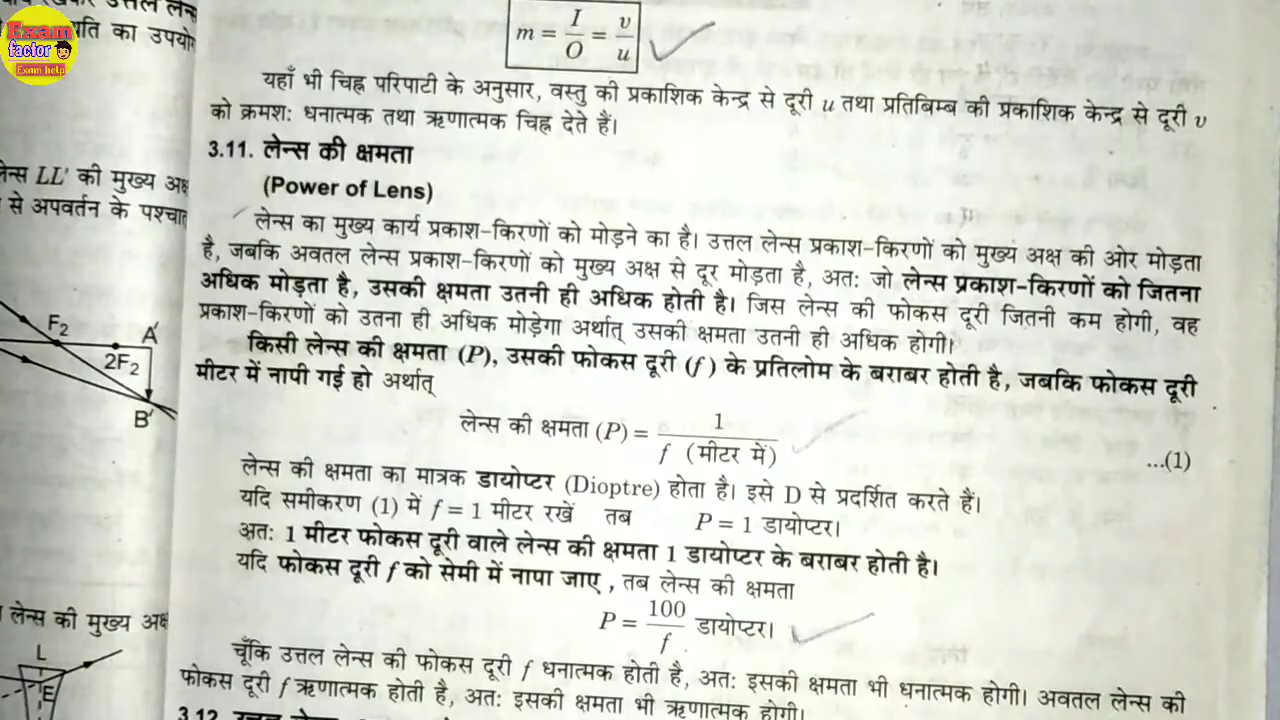 Exam
factor
Exam help
उत्तल लेन्स
का उपयोग
लेन्स LL' की मुख्य अक्ष
से अपवर्तन के पश्चात
F₂
A'
2F₂
B'
लेन्स की मुख्य अक्ष
L
E
m = I/O = v/u
यहाँ भी चिह्न परिपाटी के अनुसार, वस्तु की प्रकाशिक केन्द्र से दूरी u तथा प्रतिबिम्ब की प्रकाशिक केन्द्र से दूरी v
को क्रमशः धनात्मक तथा ऋणात्मक चिह्न देते हैं।
3.11. लेन्स की क्षमता
(Power of Lens)
लेन्स का मुख्य कार्य प्रकाश-किरणों को मोड़ने का है। उत्तल लेन्स प्रकाश-किरणों को मुख्य अक्ष की ओर मोड़ता
है, जबकि अवतल लेन्स प्रकाश-किरणों को मुख्य अक्ष से दूर मोड़ता है, अतः जो लेन्स प्रकाश-किरणों को जितना
अधिक मोड़ता है, उसकी क्षमता उतनी ही अधिक होती है। जिस लेन्स की फोकस दूरी जितनी कम होगी, वह
प्रकाश-किरणों को उतना ही अधिक मोड़ेगा अर्थात् उसकी क्षमता उतनी ही अधिक होगी।
किसी लेन्स की क्षमता (P), उसकी फोकस दूरी (f) के प्रतिलोम के बराबर होती है, जबकि फोकस दूरी
मीटर में नापी गई हो अर्थात्
लेन्स की क्षमता (P) = 1/f (मीटर में) ...(1)
लेन्स की क्षमता का मात्रक डायोप्टर (Dioptre) होता है। इसे D से प्रदर्शित करते हैं।
यदि समीकरण (1) में f = 1 मीटर रखें तब P = 1 डायोप्टर।
अतः 1 मीटर फोकस दूरी वाले लेन्स की क्षमता 1 डायोप्टर के बराबर होती है।
यदि फोकस दूरी f को सेमी में नापा जाए, तब लेन्स की क्षमता
P = 100/f डायोप्टर।
चूँकि उत्तल लेन्स की फोकस दूरी f धनात्मक होती है, अतः इसकी क्षमता भी धनात्मक होगी। अवतल लेन्स की
फोकस दूरी f ऋणात्मक होती है, अतः इसकी क्षमता भी ऋणात्मक होगी।
3.12.